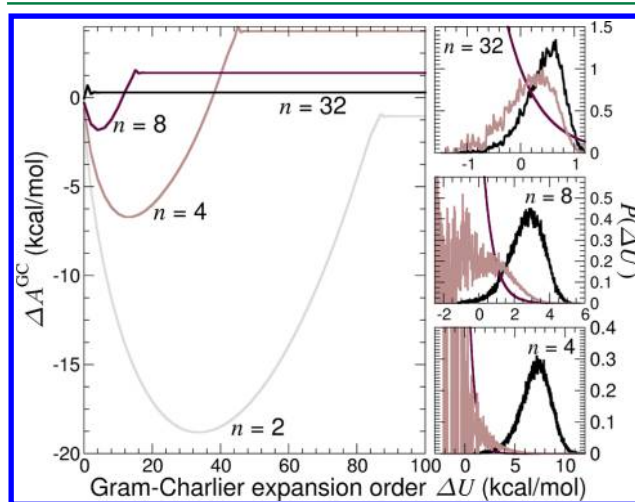 0
-5
-10
-15
-20
ΔA^GC (kcal/mol)
n = 8
n = 4
n = 32
n = 2
0 20 40 60 80 100
Gram-Charlier expansion order
n = 32
1.5
1
0.5
0
-1 0 1
n = 8
0.5
0.4
0.3
0.2
0.1
0
-2 0 2 4 6
P(ΔU)
n = 4
0.4
0.3
0.2
0.1
0
0 5 10
ΔU (kcal/mol)